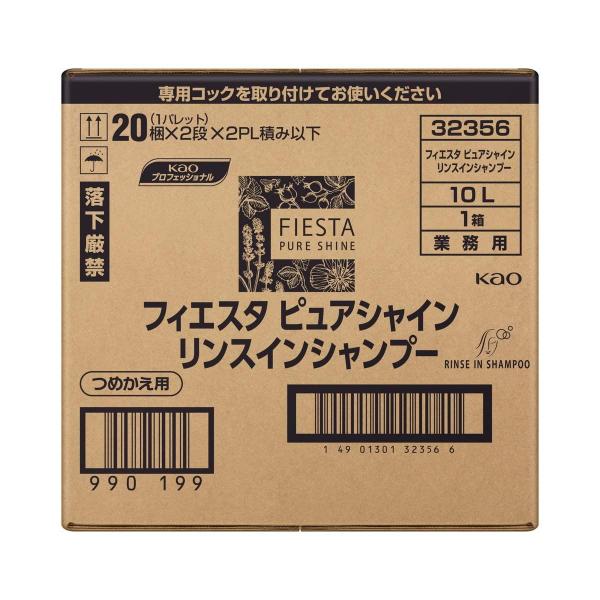 専用コックを取り付けてお使いください
(1パレット)
20梱×2段×2PL積み以下
落下厳禁
Kao
プロフェッショナル
32356
フィエスタ ピュアシャイン
リンスインシャンプー
10L
1箱
業務用
FIESTA
PURE SHINE
Kao
フィエスタ ピュアシャイン
リンスインシャンプー
RINSE IN SHAMPOO
つめかえ用
990 199
1 49 01301 32356 6